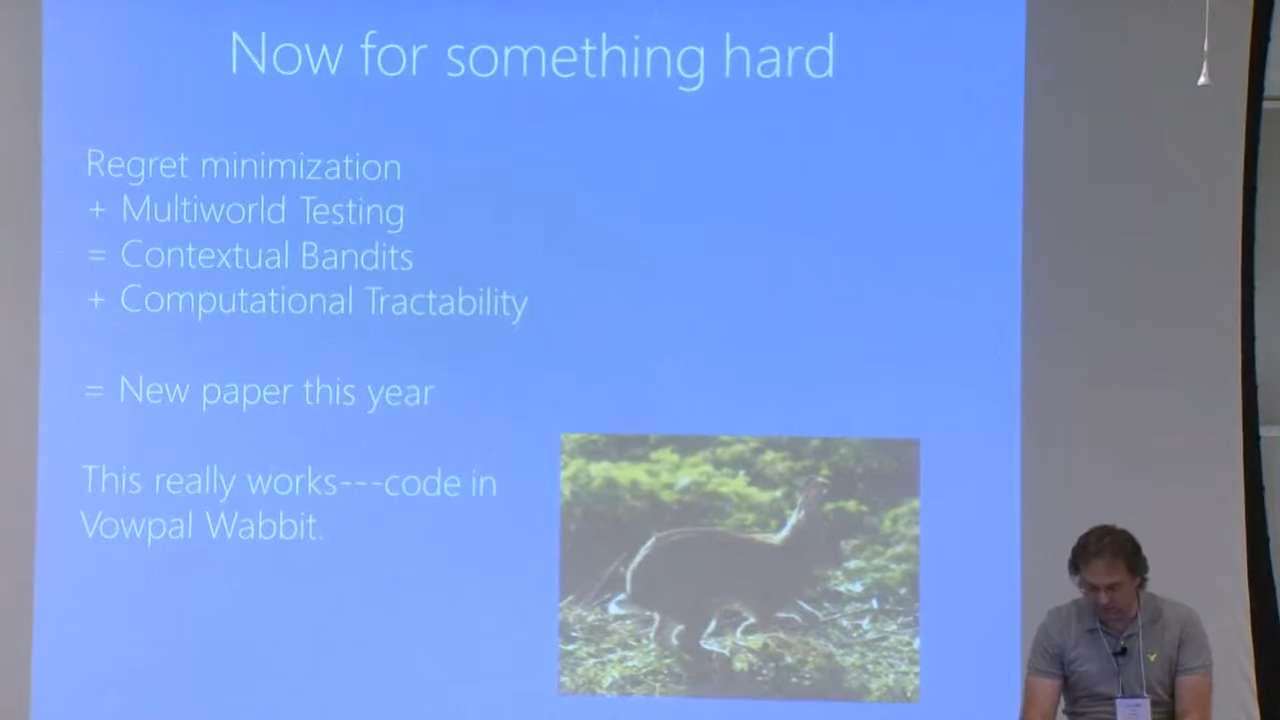 Now for something hard
Regret minimization
+ Multiworld Testing
= Contextual Bandits
+ Computational Tractability
= New paper this year
This really works---code in
Vowpal Wabbit.